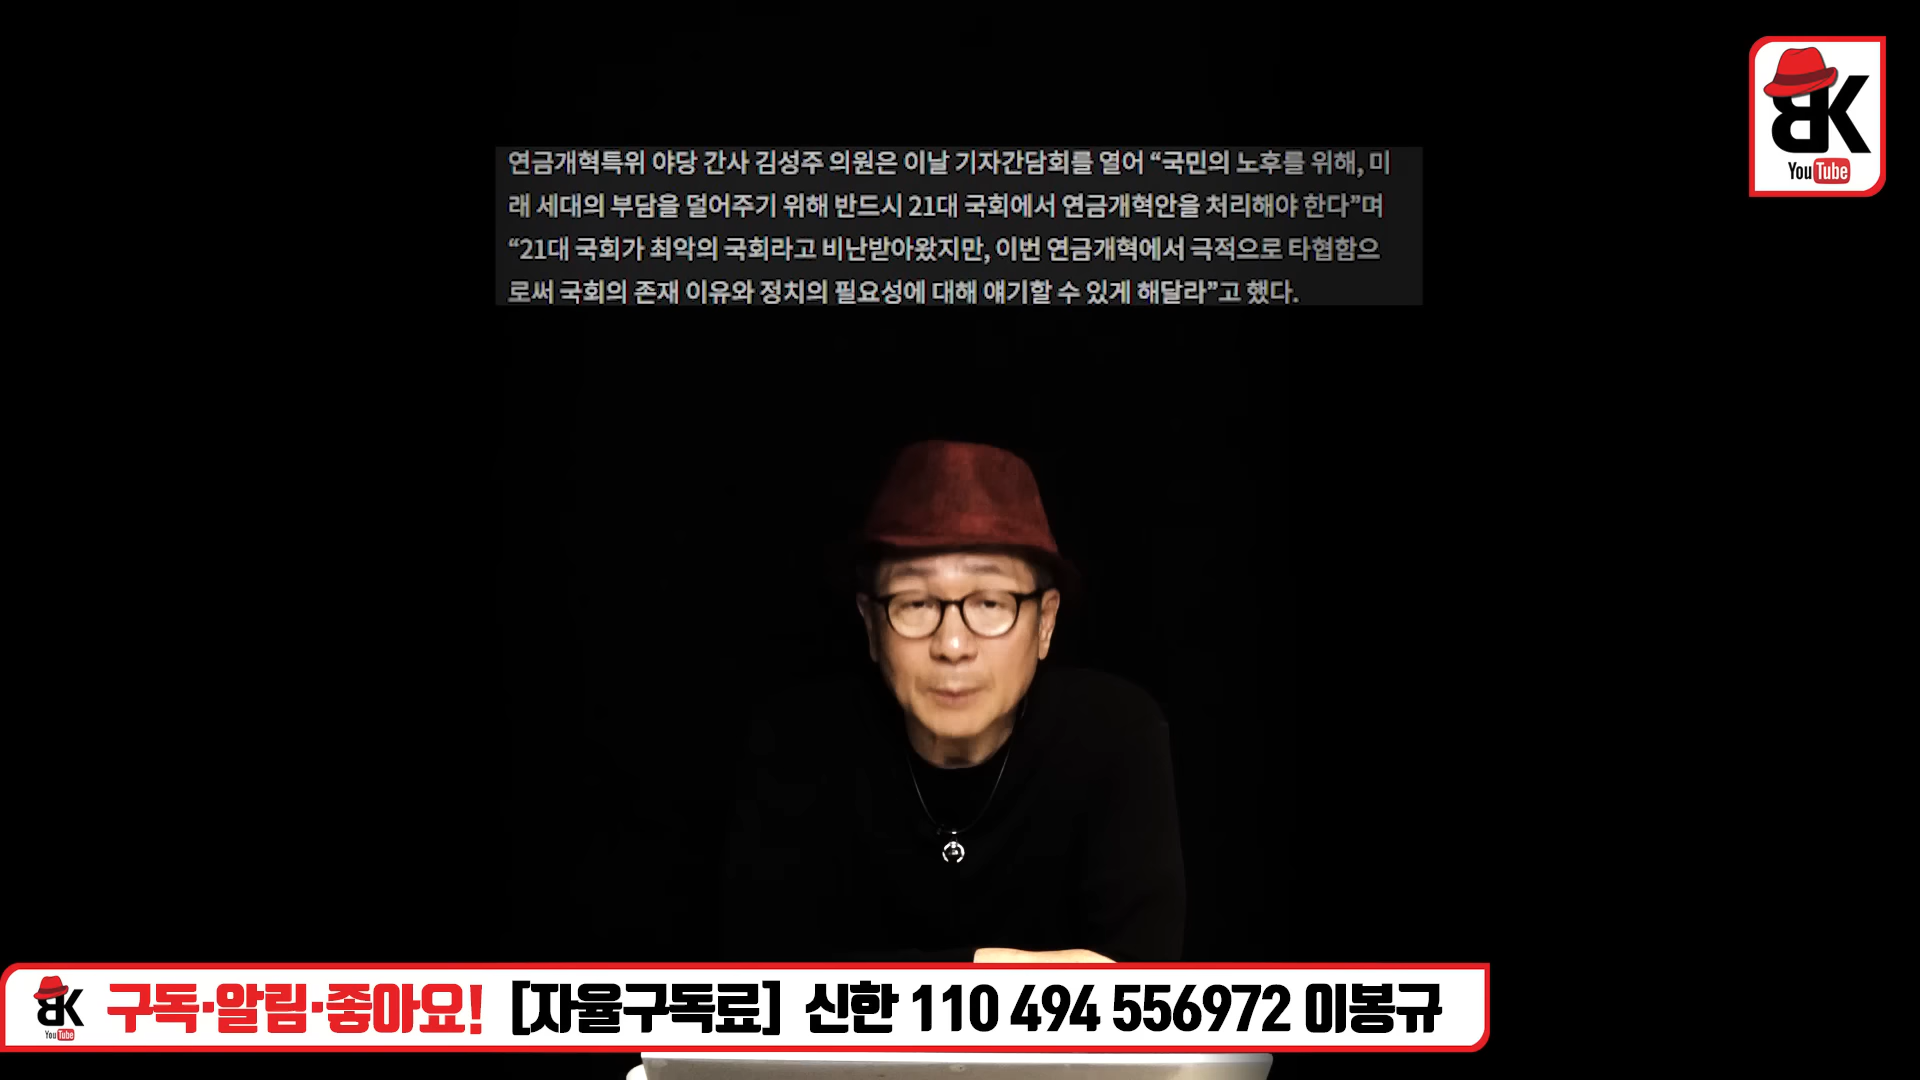 BK
YouTube
연금개혁특위 야당 간사 김성주 의원은 이날 기자간담회를 열어 “국민의 노후를 위해, 미
래 세대의 부담을 덜어주기 위해 반드시 21대 국회에서 연금개혁안을 처리해야 한다”며
“21대 국회가 최악의 국회라고 비난받아왔지만, 이번 연금개혁에서 극적으로 타협함으
로써 국회의 존재 이유와 정치의 필요성에 대해 얘기할 수 있게 해달라”고 했다.
BK
YouTube
구독·알림·좋아요! [자율구독료] 신한 110 494 556972 이봉규